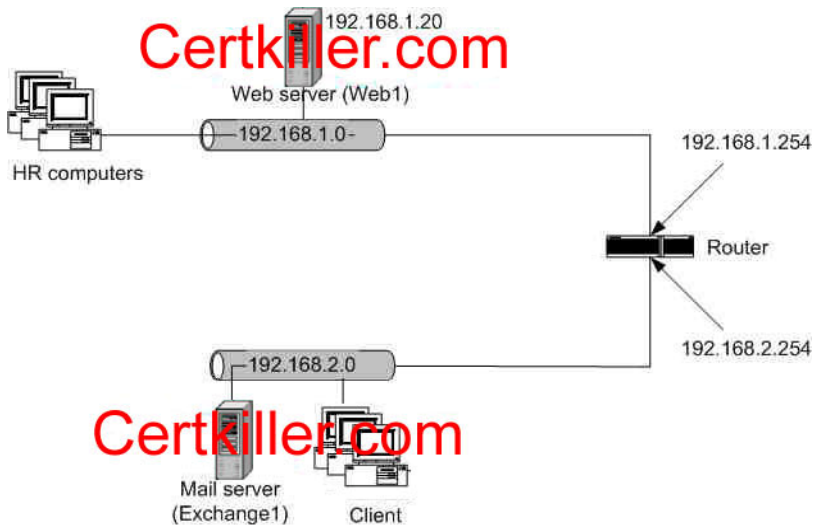 192.168.1.20
Certkiller.com
Web server (Web1)
192.168.1.0-
192.168.1.254
HR computers
Router
192.168.2.254
192.168.2.0
Certkiller.com
Mail server
(Exchange1)
Client